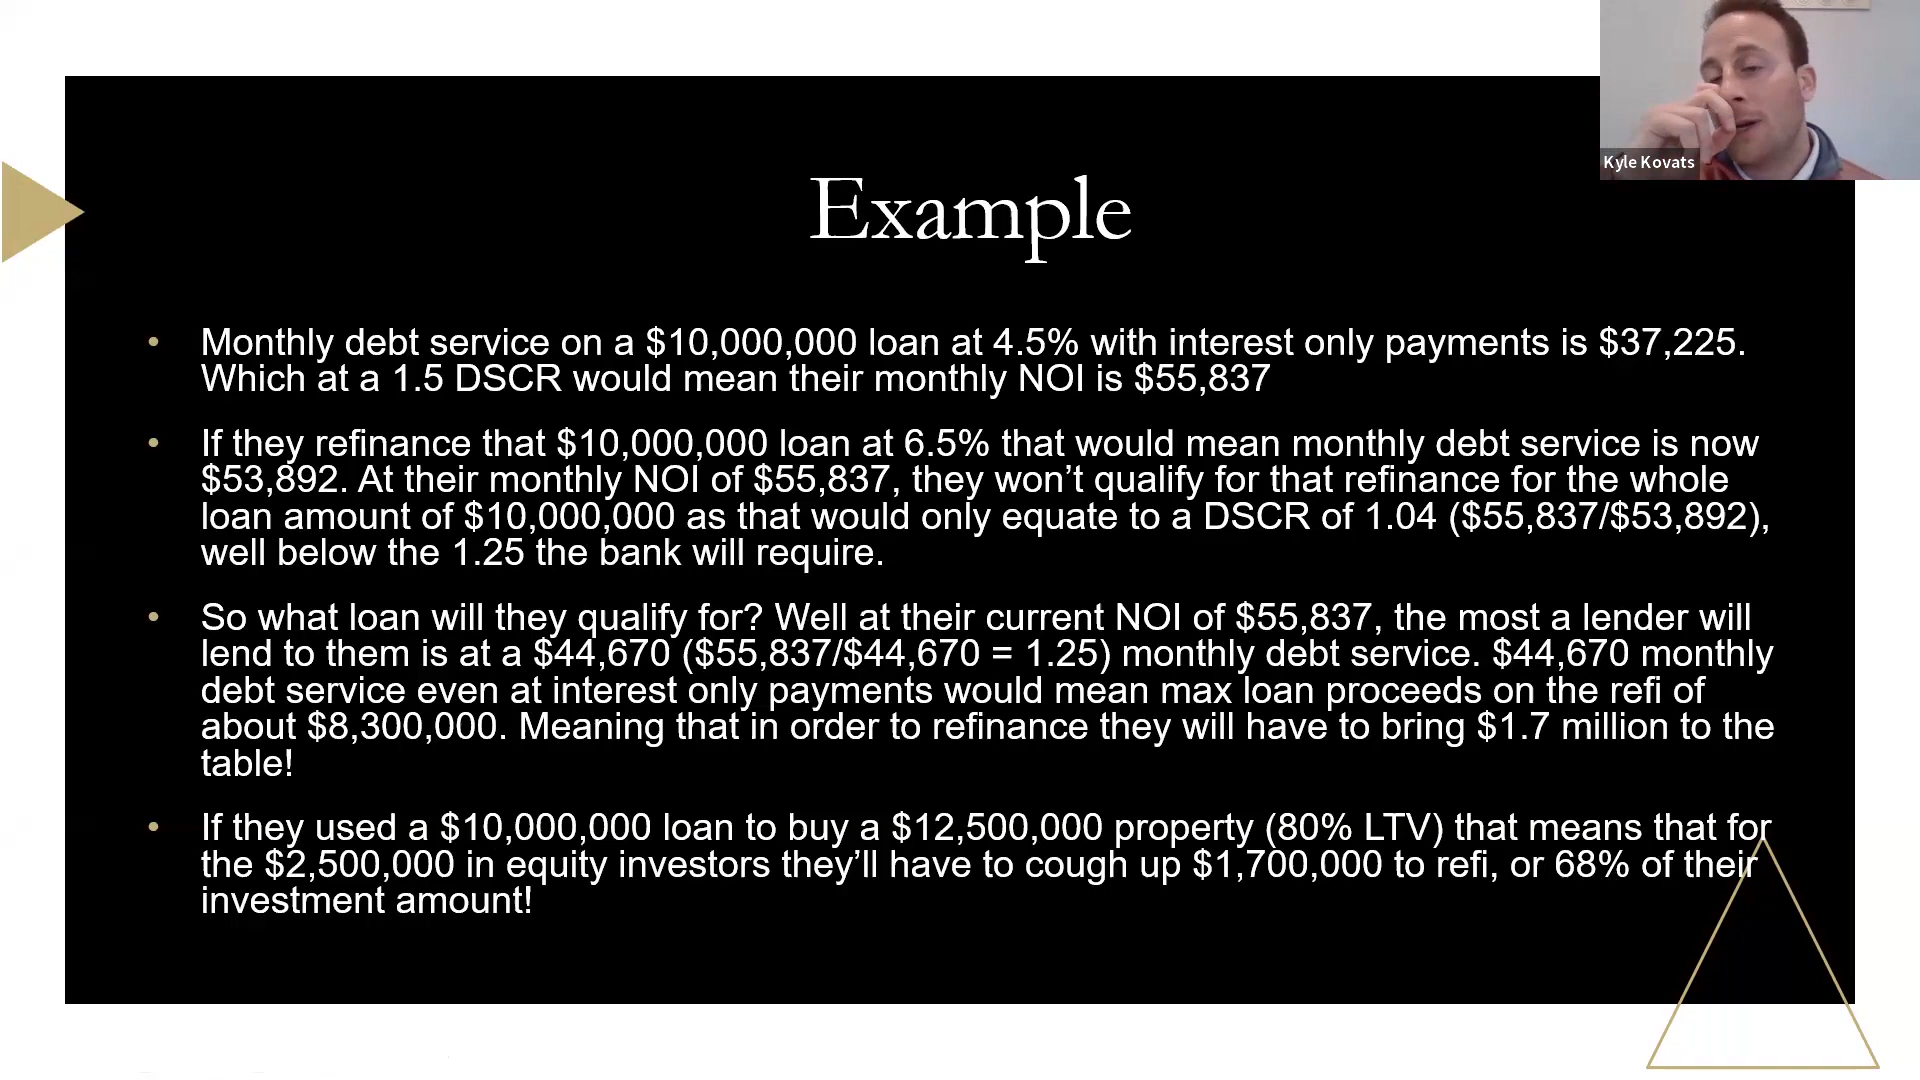 Kyle Kovats
Example
• Monthly debt service on a $10,000,000 loan at 4.5% with interest only payments is $37,225.
Which at a 1.5 DSCR would mean their monthly NOI is $55,837
• If they refinance that $10,000,000 loan at 6.5% that would mean monthly debt service is now
$53,892. At their monthly NOI of $55,837, they won’t qualify for that refinance for the whole
loan amount of $10,000,000 as that would only equate to a DSCR of 1.04 ($55,837/$53,892),
well below the 1.25 the bank will require.
• So what loan will they qualify for? Well at their current NOI of $55,837, the most a lender will
lend to them is at a $44,670 ($55,837/$44,670 = 1.25) monthly debt service. $44,670 monthly
debt service even at interest only payments would mean max loan proceeds on the refi of
about $8,300,000. Meaning that in order to refinance they will have to bring $1.7 million to the
table!
• If they used a $10,000,000 loan to buy a $12,500,000 property (80% LTV) that means that for
the $2,500,000 in equity investors they’ll have to cough up $1,700,000 to refi, or 68% of their
investment amount!